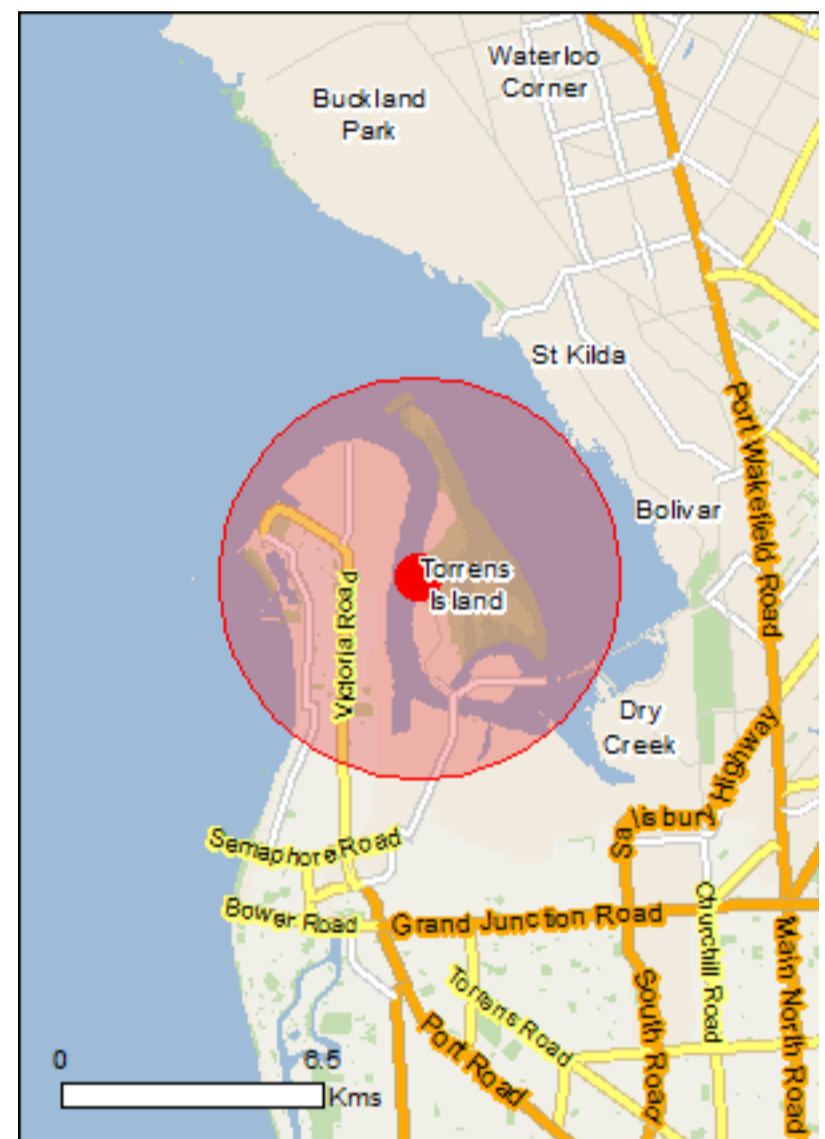 Waterloo
Corner
Buckland
Park
St Kilda
Port Wakefield Road
Bolivar
Torrens
Island
Victoria Road
Dry
Creek
Salisbury Highway
Semaphore Road
Bower Road
Grand Junction Road
Churchill Road
Main North Road
Torrens Road
South Road
Port Road
0
6.5
Kms